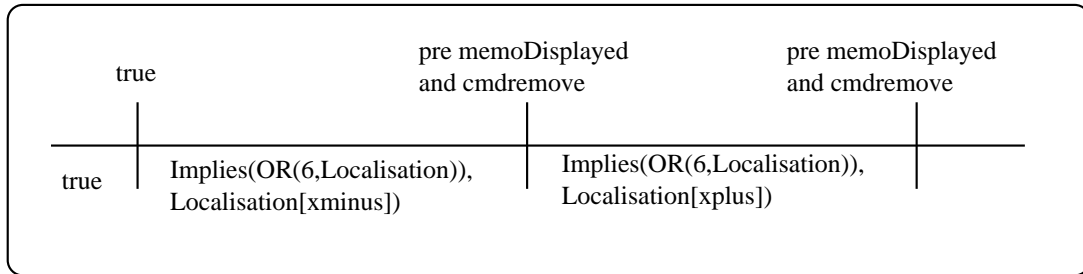 true
pre memoDisplayed
and cmdremove
pre memoDisplayed
and cmdremove
true
Implies(OR(6,Localisation)),
Localisation[xminus])
Implies(OR(6,Localisation)),
Localisation[xplus])